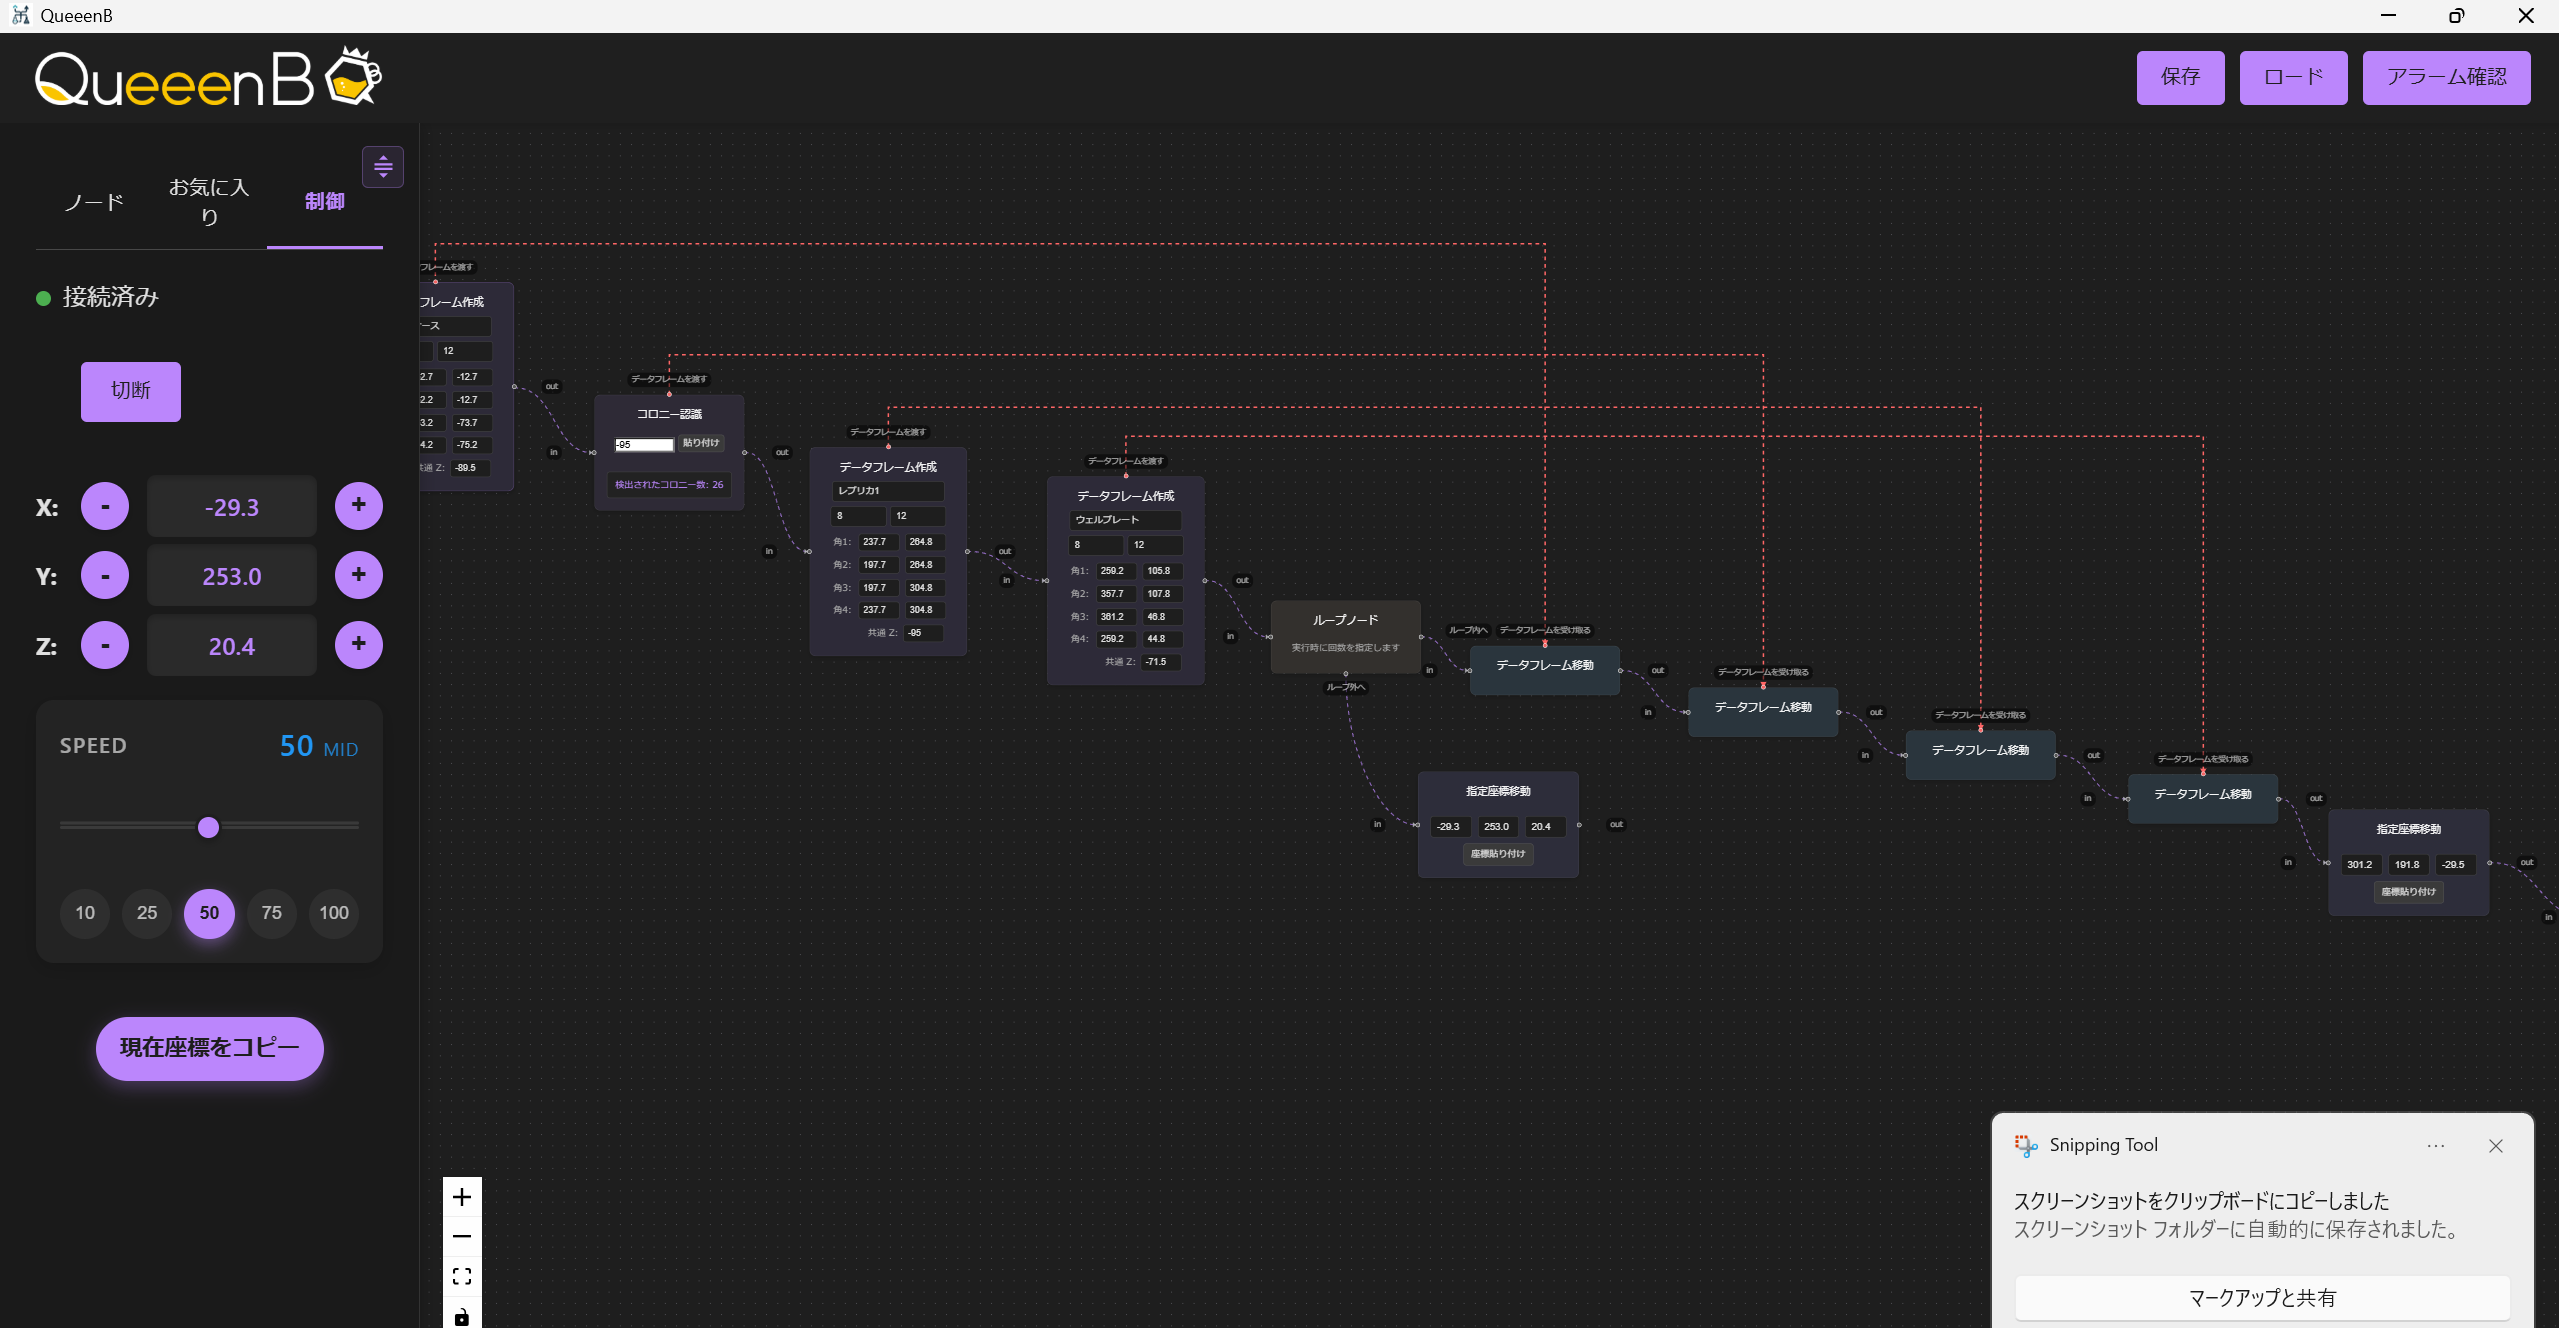 QueeenB
QueeenB
保存
ロード
アラーム確認
ノード
お気に入
り
制御
接続済み
切断
X:
-
-29.3
+
Y:
-
253.0
+
Z:
-
20.4
+
SPEED
50 MID
10
25
50
75
100
現在座標をコピー
フレームを渡す
フレーム作成
ース
12
2.7
-12.7
2.2
-12.7
3.2
-73.7
4.2
-75.2
共通 Z:
-89.5
out
in
データフレームを渡す
コロニー認識
-95
貼り付け
検出されたコロニー数: 26
out
in
データフレームを渡す
データフレーム作成
レプリカ1
8
12
角1:
237.7
264.8
角2:
197.7
264.8
角3:
197.7
304.8
角4:
237.7
304.8
共通 Z:
-95
out
in
データフレームを渡す
データフレーム作成
ウェルプレート
8
12
角1:
259.2
105.8
角2:
357.7
107.8
角3:
361.2
46.8
角4:
259.2
44.8
共通 Z:
-71.5
out
in
ループノード
実行時に回数を指定します
ループ内へ
ループ外へ
in
データフレームを受け取る
データフレーム移動
out
in
データフレームを受け取る
データフレーム移動
out
in
データフレームを受け取る
データフレーム移動
out
in
データフレームを受け取る
データフレーム移動
out
in
指定座標移動
-29.3
253.0
20.4
座標貼り付け
out
in
指定座標移動
301.2
191.8
-29.5
座標貼り付け
out
in
Snipping Tool
スクリーンショットをクリップボードにコピーしました
スクリーンショット フォルダーに自動的に保存されました。
マークアップと共有